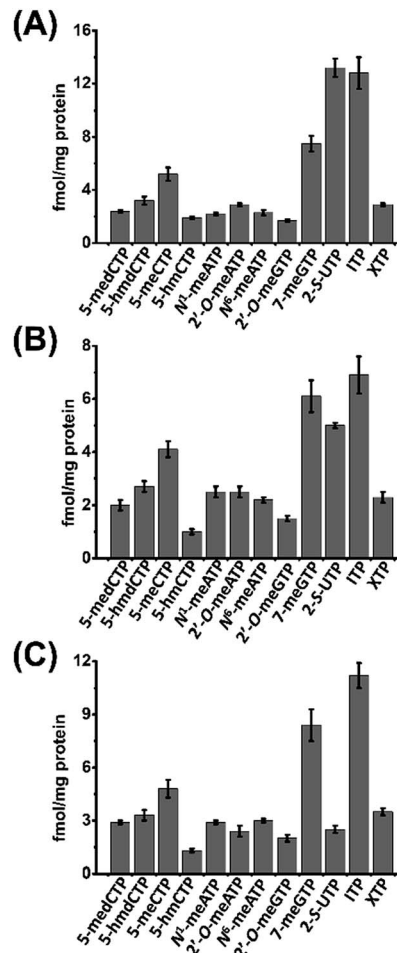 (A)
fmol/mg protein
16
12
8
4
0
5-medCTP
5-hmdCTP
5-meCTP
5-hmCTP
N¹-meATP
2'-O-meATP
N⁶-meATP
2'-O-meGTP
7-meGTP
2-S-UTP
ITP
XTP
(B)
fmol/mg protein
8
6
4
2
0
5-medCTP
5-hmdCTP
5-meCTP
5-hmCTP
N¹-meATP
2'-O-meATP
N⁶-meATP
2'-O-meGTP
7-meGTP
2-S-UTP
ITP
XTP
(C)
fmol/mg protein
12
9
6
3
0
5-medCTP
5-hmdCTP
5-meCTP
5-hmCTP
N¹-meATP
2'-O-meATP
N⁶-meATP
2'-O-meGTP
7-meGTP
2-S-UTP
ITP
XTP